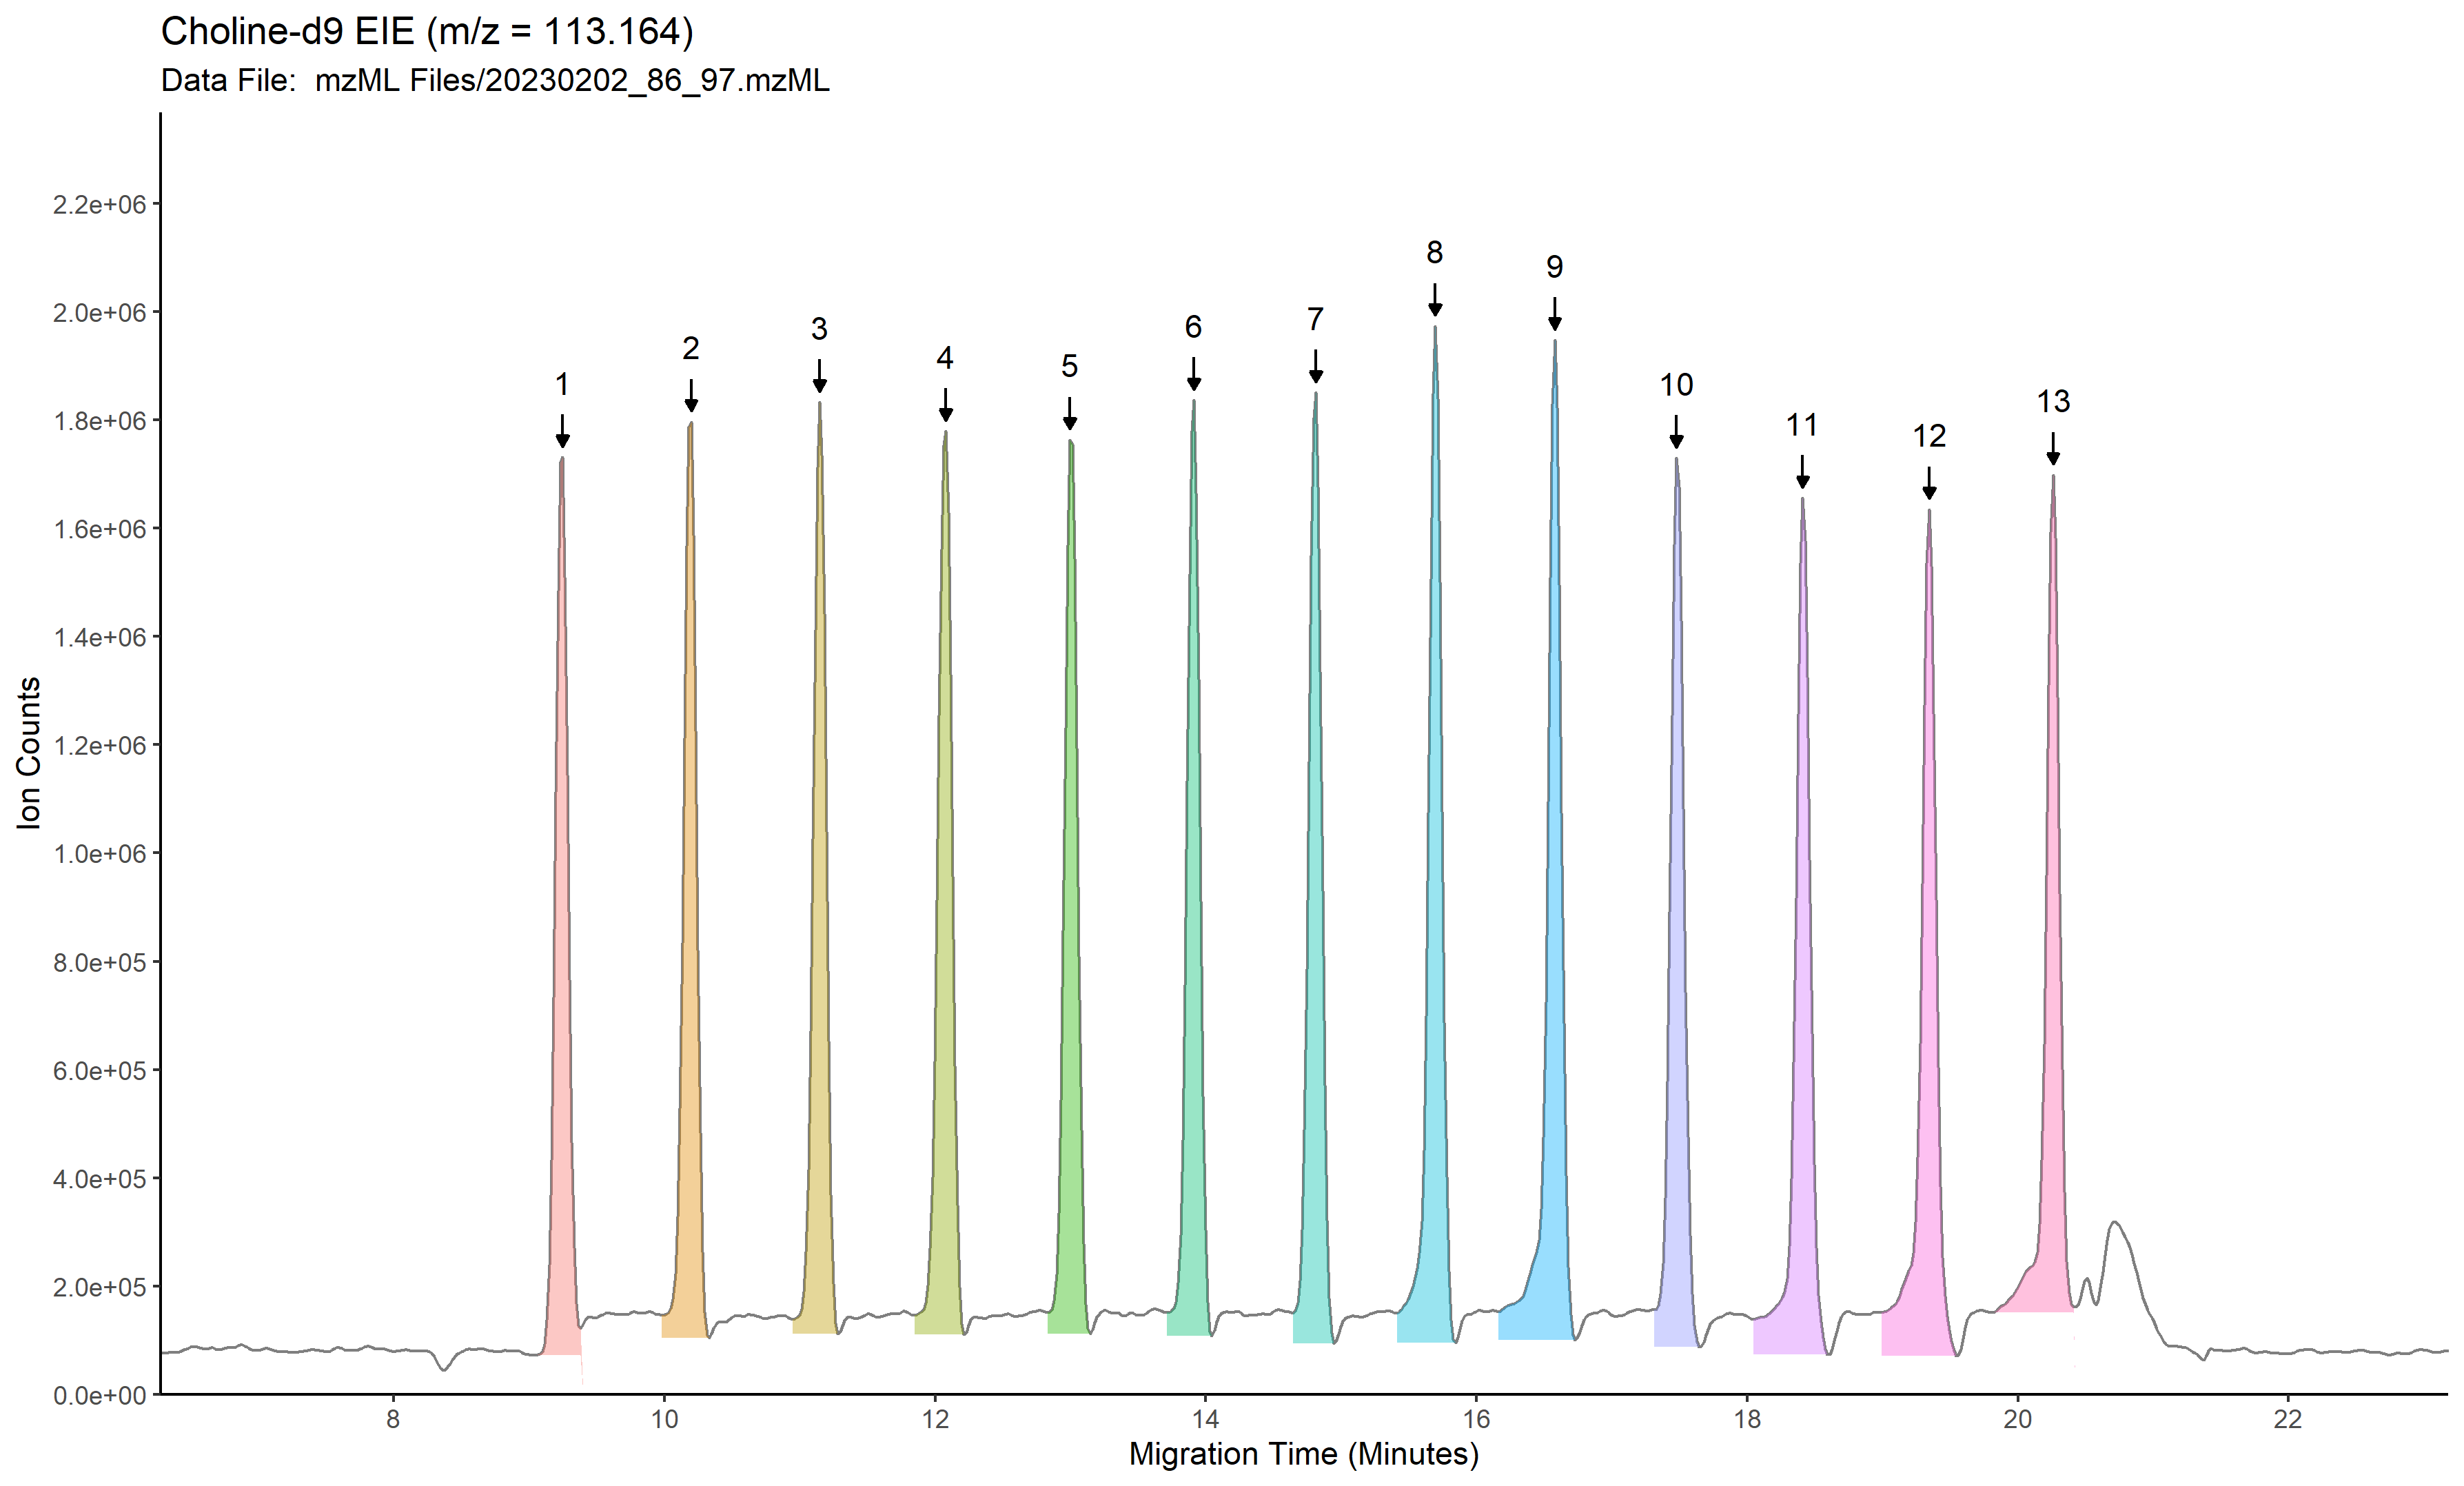 Choline-d9 EIE (m/z = 113.164)
Data File:  mzML Files/20230202_86_97.mzML
2.2e+06
2.0e+06
1.8e+06
1.6e+06
1.4e+06
1.2e+06
1.0e+06
8.0e+05
6.0e+05
4.0e+05
2.0e+05
0.0e+00
Ion Counts
1
2
3
4
5
6
7
8
9
10
11
12
13
8
10
12
14
16
18
20
22
Migration Time (Minutes)